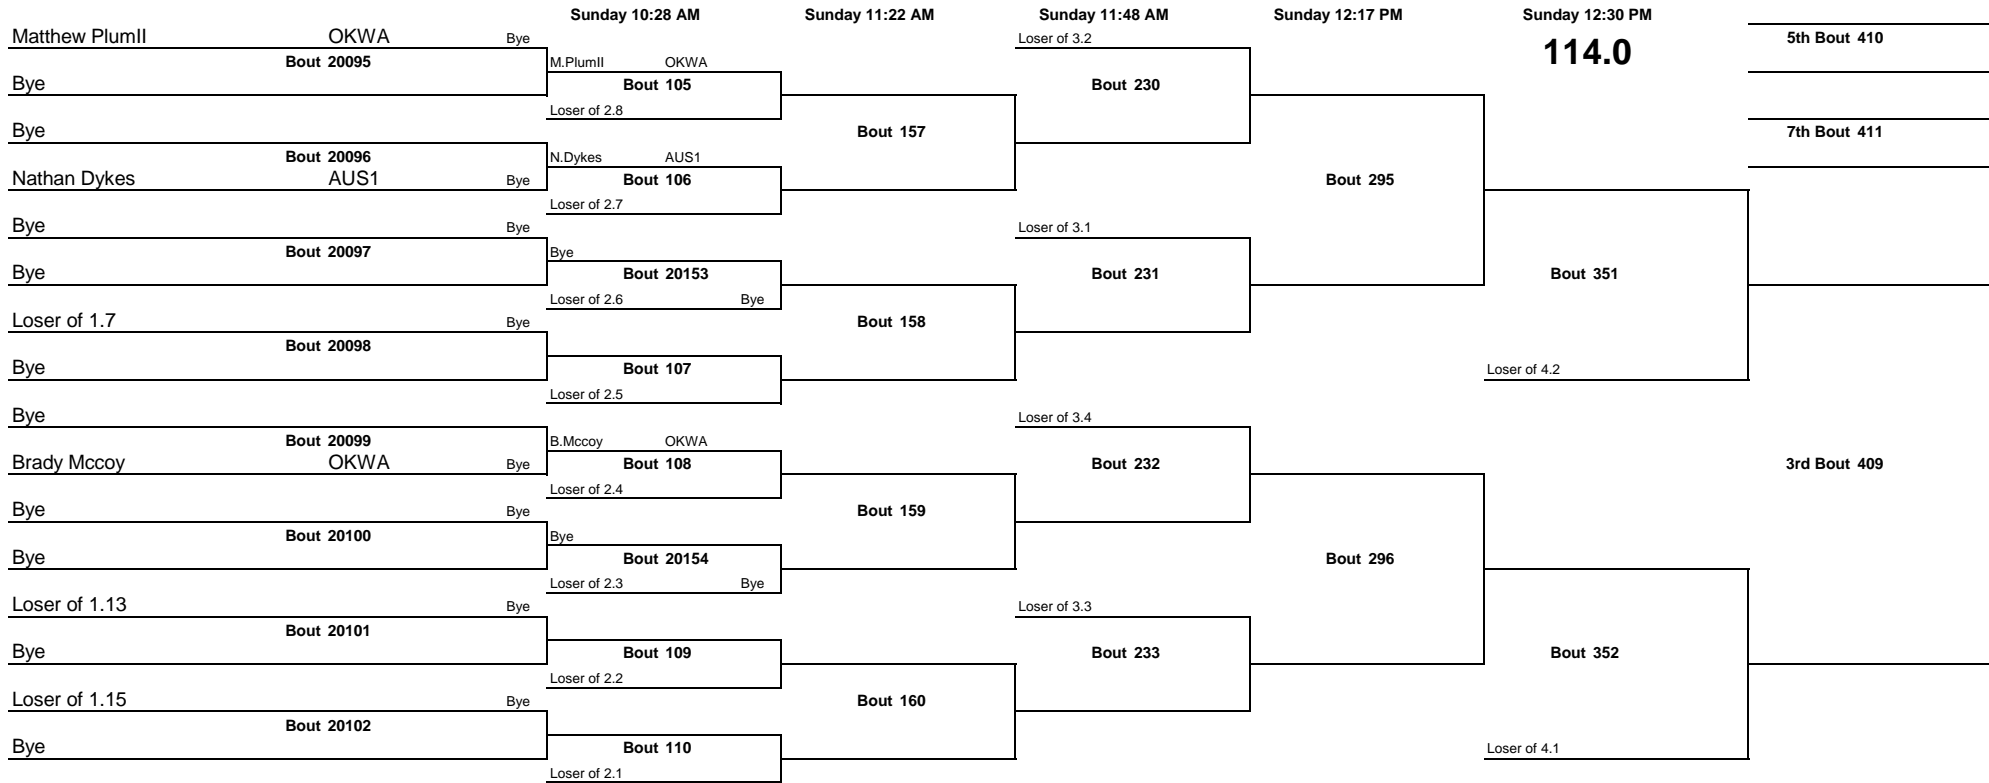 Sunday 10:28 AM Sunday 11:22 AM Sunday 11:48 AM Sunday 12:17 PM Sunday 12:30 PM
Matthew PlumII OKWA Bye Loser of 3.2 114.0 5th Bout 410
Bout 20095 M.PlumII OKWA
Bye Bout 105 Bout 230
Loser of 2.8
Bye Bout 157 7th Bout 411
Bout 20096 N.Dykes AUS1
Nathan Dykes AUS1 Bye Bout 106 Bout 295
Loser of 2.7
Bye Bye Loser of 3.1
Bout 20097 Bye
Bye Bout 20153 Bout 231 Bout 351
Loser of 2.6 Bye
Loser of 1.7 Bye Bout 158
Bout 20098
Bye Bout 107 Loser of 4.2
Loser of 2.5
Bye Loser of 3.4
Bout 20099 B.Mccoy OKWA
Brady Mccoy OKWA Bye Bout 108 Bout 232 3rd Bout 409
Loser of 2.4
Bye Bye Bout 159
Bout 20100 Bye
Bye Bout 20154 Bout 296
Loser of 2.3 Bye
Loser of 1.13 Bye Loser of 3.3
Bout 20101
Bye Bout 109 Bout 233 Bout 352
Loser of 2.2
Loser of 1.15 Bye Bout 160
Bout 20102
Bye Bout 110 Loser of 4.1
Loser of 2.1